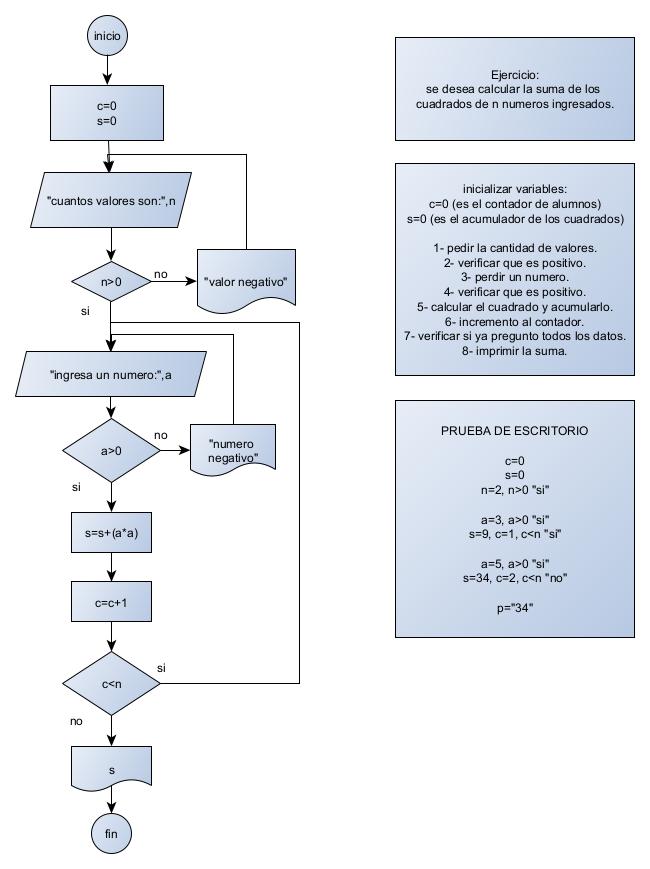 inicio
c=0
s=0
"cuantos valores son:",n
n>0
no
"valor negativo"
si
"ingresa un numero:",a
a>0
no
"numero
negativo"
si
s=s+(a*a)
c=c+1
c<n
si
no
s
fin
Ejercicio:
se desea calcular la suma de los
cuadrados de n numeros ingresados.
inicializar variables:
c=0 (es el contador de alumnos)
s=0 (es el acumulador de los cuadrados)
1- pedir la cantidad de valores.
2- verificar que es positivo.
3- perdir un numero.
4- verificar que es positivo.
5- calcular el cuadrado y acumularlo.
6- incremento al contador.
7- verificar si ya pregunto todos los datos.
8- imprimir la suma.
PRUEBA DE ESCRITORIO
c=0
s=0
n=2, n>0 "si"
a=3, a>0 "si"
s=9, c=1, c<n "si"
a=5, a>0 "si"
s=34, c=2, c<n "no"
p="34"